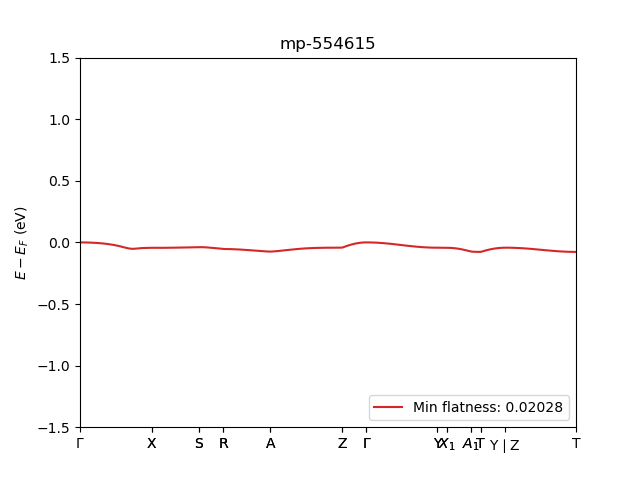 mp-554615
1.5
1.0
0.5
0.0
−0.5
−1.0
−1.5
E − E_F (eV)
Min flatness: 0.02028
Γ X S R A Z Γ Y X₁ A₁ T Y | Z T